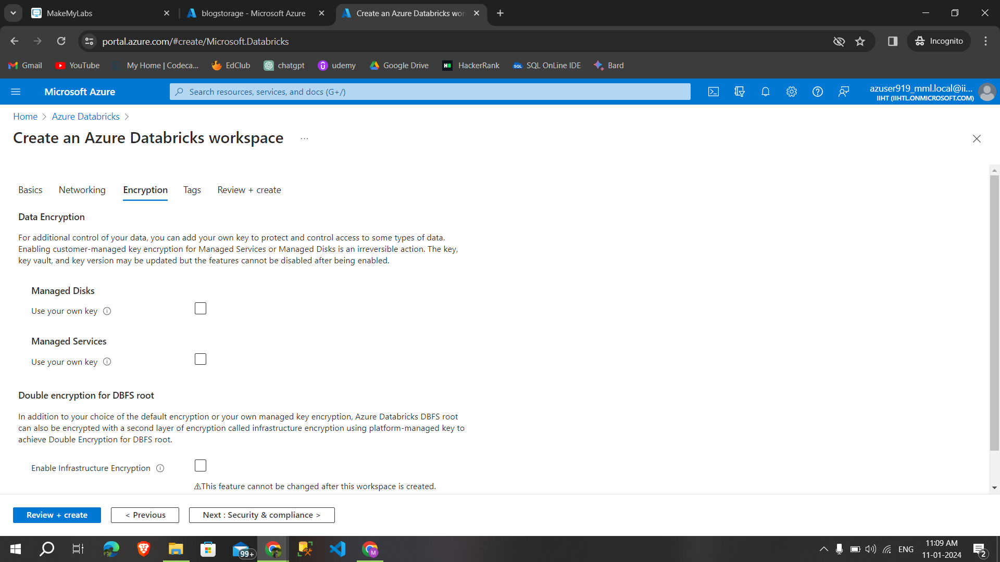 MakeMyLabs
blogstorage - Microsoft Azure
Create an Azure Databricks wor
portal.azure.com/#create/Microsoft.Databricks
Incognito
Gmail
YouTube
My Home | Codeca...
EdClub
chatgpt
udemy
Google Drive
HackerRank
SQL OnLine IDE
Bard
Microsoft Azure
Search resources, services, and docs (G+/)
azuser919_mml.local@ii...
IIHT (IIHTL.ONMICROSOFT.COM)
Home > Azure Databricks >
Create an Azure Databricks workspace ...
Basics
Networking
Encryption
Tags
Review + create
Data Encryption
For additional control of your data, you can add your own key to protect and control access to some types of data.
Enabling customer-managed key encryption for Managed Services or Managed Disks is an irreversible action. The key,
key vault, and key version may be updated but the features cannot be disabled after being enabled.
Managed Disks
Use your own key
Managed Services
Use your own key
Double encryption for DBFS root
In addition to your choice of the default encryption or your own managed key encryption, Azure Databricks DBFS root
can also be encrypted with a second layer of encryption called infrastructure encryption using platform-managed key to
achieve Double Encryption for DBFS root.
Enable Infrastructure Encryption
⚠This feature cannot be changed after this workspace is created.
Review + create
< Previous
Next : Security & compliance >
99+
M
ENG
11:09 AM
11-01-2024
2